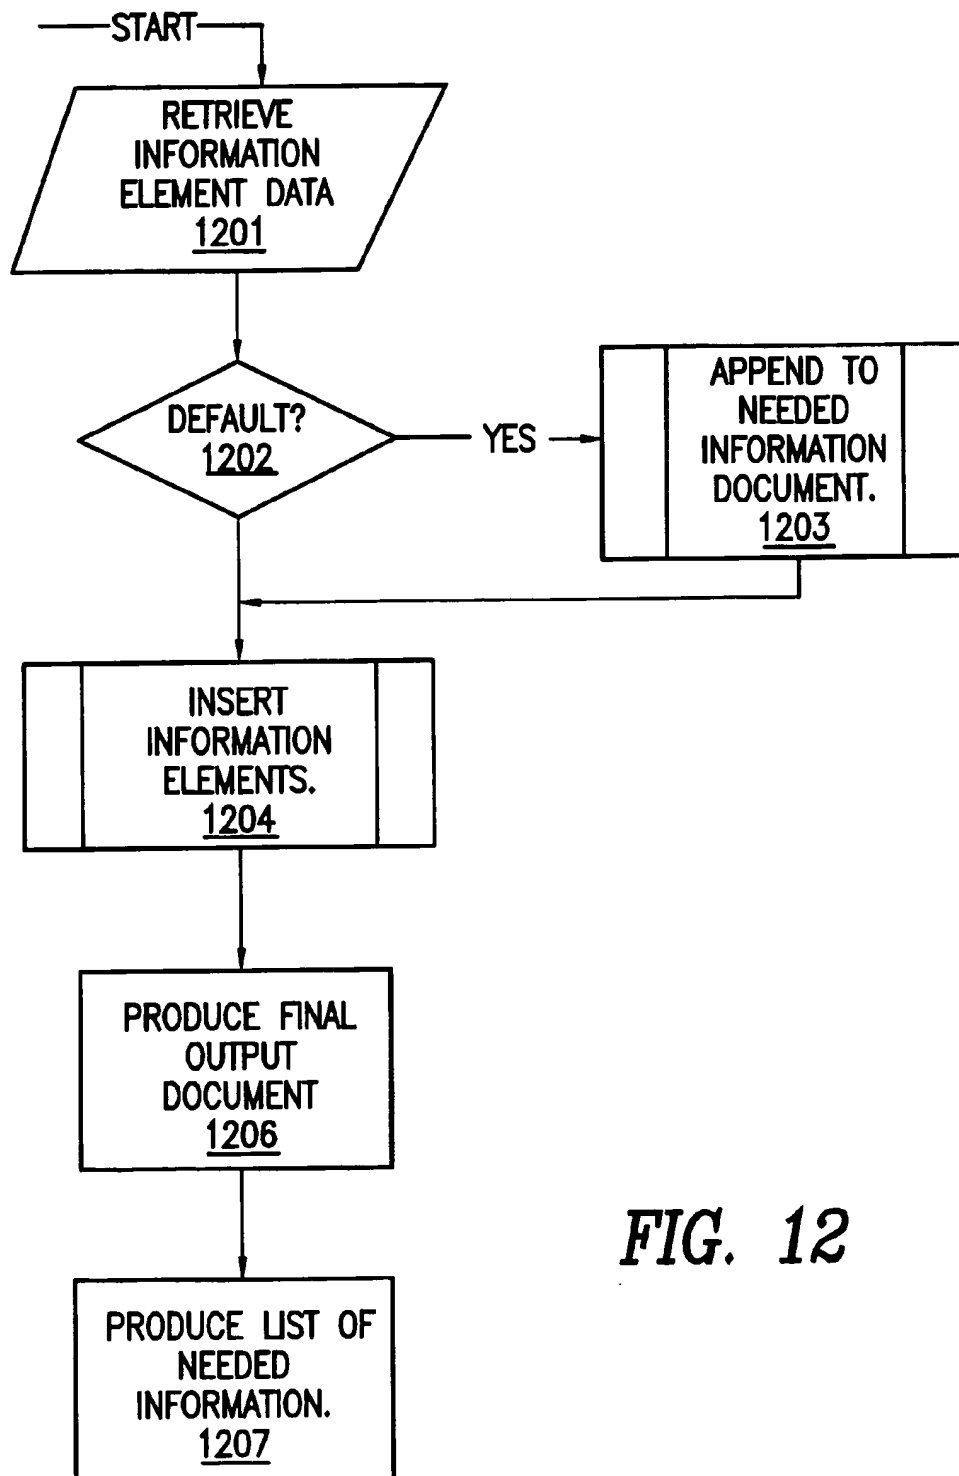 START
RETRIEVE
INFORMATION
ELEMENT DATA
1201
DEFAULT?
1202
YES
APPEND TO
NEEDED
INFORMATION
DOCUMENT.
1203
INSERT
INFORMATION
ELEMENTS.
1204
PRODUCE FINAL
OUTPUT
DOCUMENT
1206
PRODUCE LIST OF
NEEDED
INFORMATION.
1207
FIG. 12